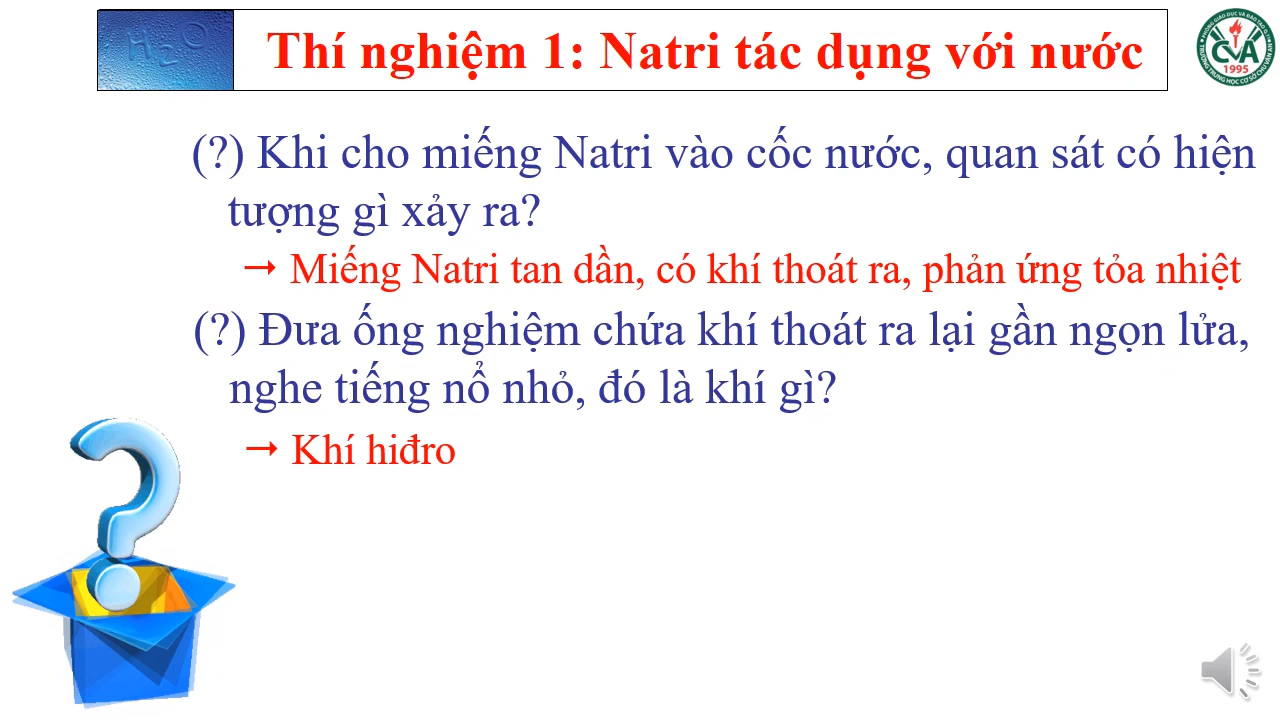 H2O
Thí nghiệm 1: Natri tác dụng với nước
CVA
1995
(?) Khi cho miếng Natri vào cốc nước, quan sát có hiện
tượng gì xảy ra?
→ Miếng Natri tan dần, có khí thoát ra, phản ứng tỏa nhiệt
(?) Đưa ống nghiệm chứa khí thoát ra lại gần ngọn lửa,
nghe tiếng nổ nhỏ, đó là khí gì?
→ Khí hiđro